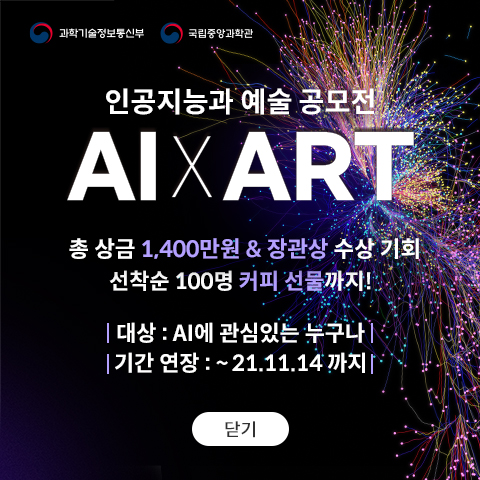 과학기술정보통신부 국립중앙과학관
인공지능과 예술 공모전
AI X ART
총 상금 1,400만원 & 장관상 수상 기회
선착순 100명 커피 선물까지!
| 대상 : AI에 관심있는 누구나 |
| 기간 연장 : ~ 21.11.14 까지 |
닫기